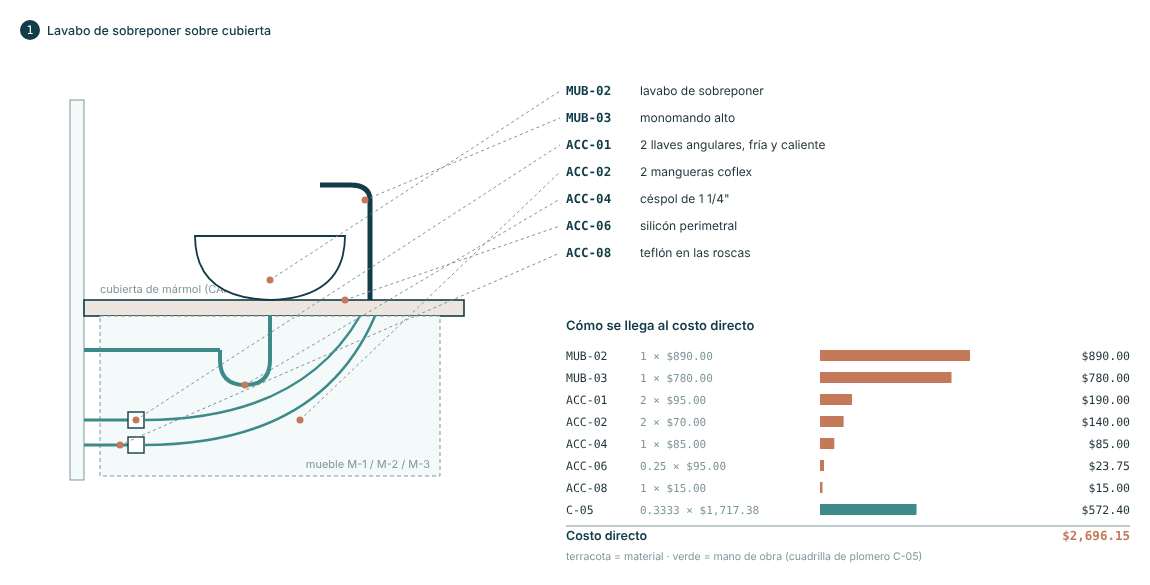 1 Lavabo de sobreponer sobre cubierta
MUB-02 lavabo de sobreponer
MUB-03 monomando alto
ACC-01 2 llaves angulares, fría y caliente
ACC-02 2 mangueras coflex
ACC-04 céspol de 1 1/4"
ACC-06 silicón perimetral
ACC-08 teflón en las roscas
cubierta de mármol (CA
mueble M-1 / M-2 / M-3
Cómo se llega al costo directo
MUB-02 1 × $890.00 $890.00
MUB-03 1 × $780.00 $780.00
ACC-01 2 × $95.00 $190.00
ACC-02 2 × $70.00 $140.00
ACC-04 1 × $85.00 $85.00
ACC-06 0.25 × $95.00 $23.75
ACC-08 1 × $15.00 $15.00
C-05 0.3333 × $1,717.38 $572.40
Costo directo $2,696.15
terracota = material · verde = mano de obra (cuadrilla de plomero C-05)